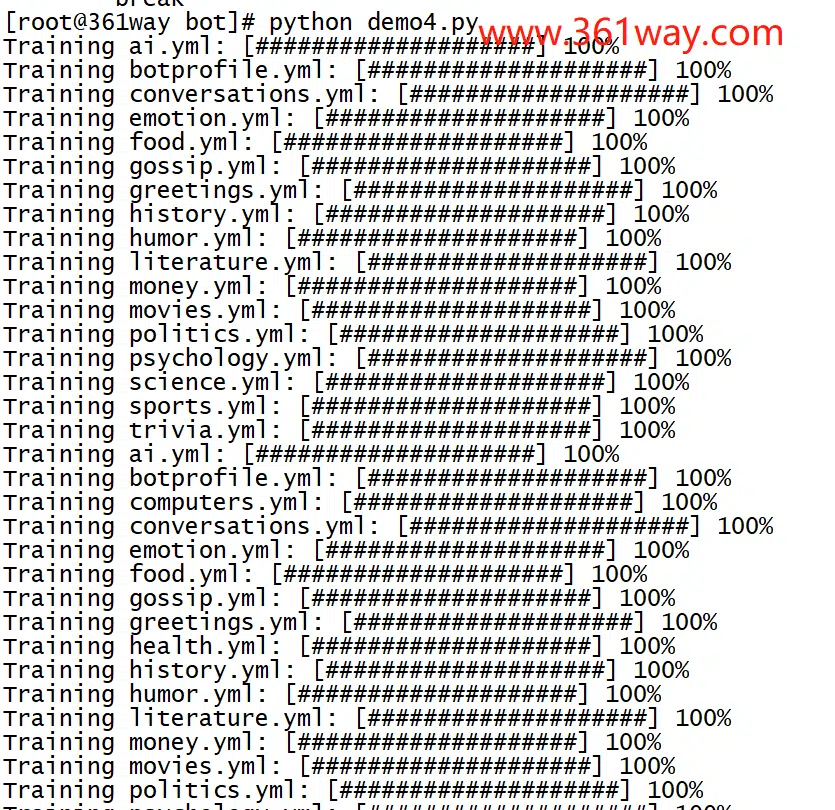 break
[root@361way bot]# python demo4.py
www.361way.com
Training ai.yml: [####################] 100%
Training botprofile.yml: [####################] 100%
Training conversations.yml: [####################] 100%
Training emotion.yml: [####################] 100%
Training food.yml: [####################] 100%
Training gossip.yml: [####################] 100%
Training greetings.yml: [####################] 100%
Training history.yml: [####################] 100%
Training humor.yml: [####################] 100%
Training literature.yml: [####################] 100%
Training money.yml: [####################] 100%
Training movies.yml: [####################] 100%
Training politics.yml: [####################] 100%
Training psychology.yml: [####################] 100%
Training science.yml: [####################] 100%
Training sports.yml: [####################] 100%
Training trivia.yml: [####################] 100%
Training ai.yml: [####################] 100%
Training botprofile.yml: [####################] 100%
Training computers.yml: [####################] 100%
Training conversations.yml: [####################] 100%
Training emotion.yml: [####################] 100%
Training food.yml: [####################] 100%
Training gossip.yml: [####################] 100%
Training greetings.yml: [####################] 100%
Training health.yml: [####################] 100%
Training history.yml: [####################] 100%
Training humor.yml: [####################] 100%
Training literature.yml: [####################] 100%
Training money.yml: [####################] 100%
Training movies.yml: [####################] 100%
Training politics.yml: [####################] 100%
Training psychology.yml: [####################] 100%